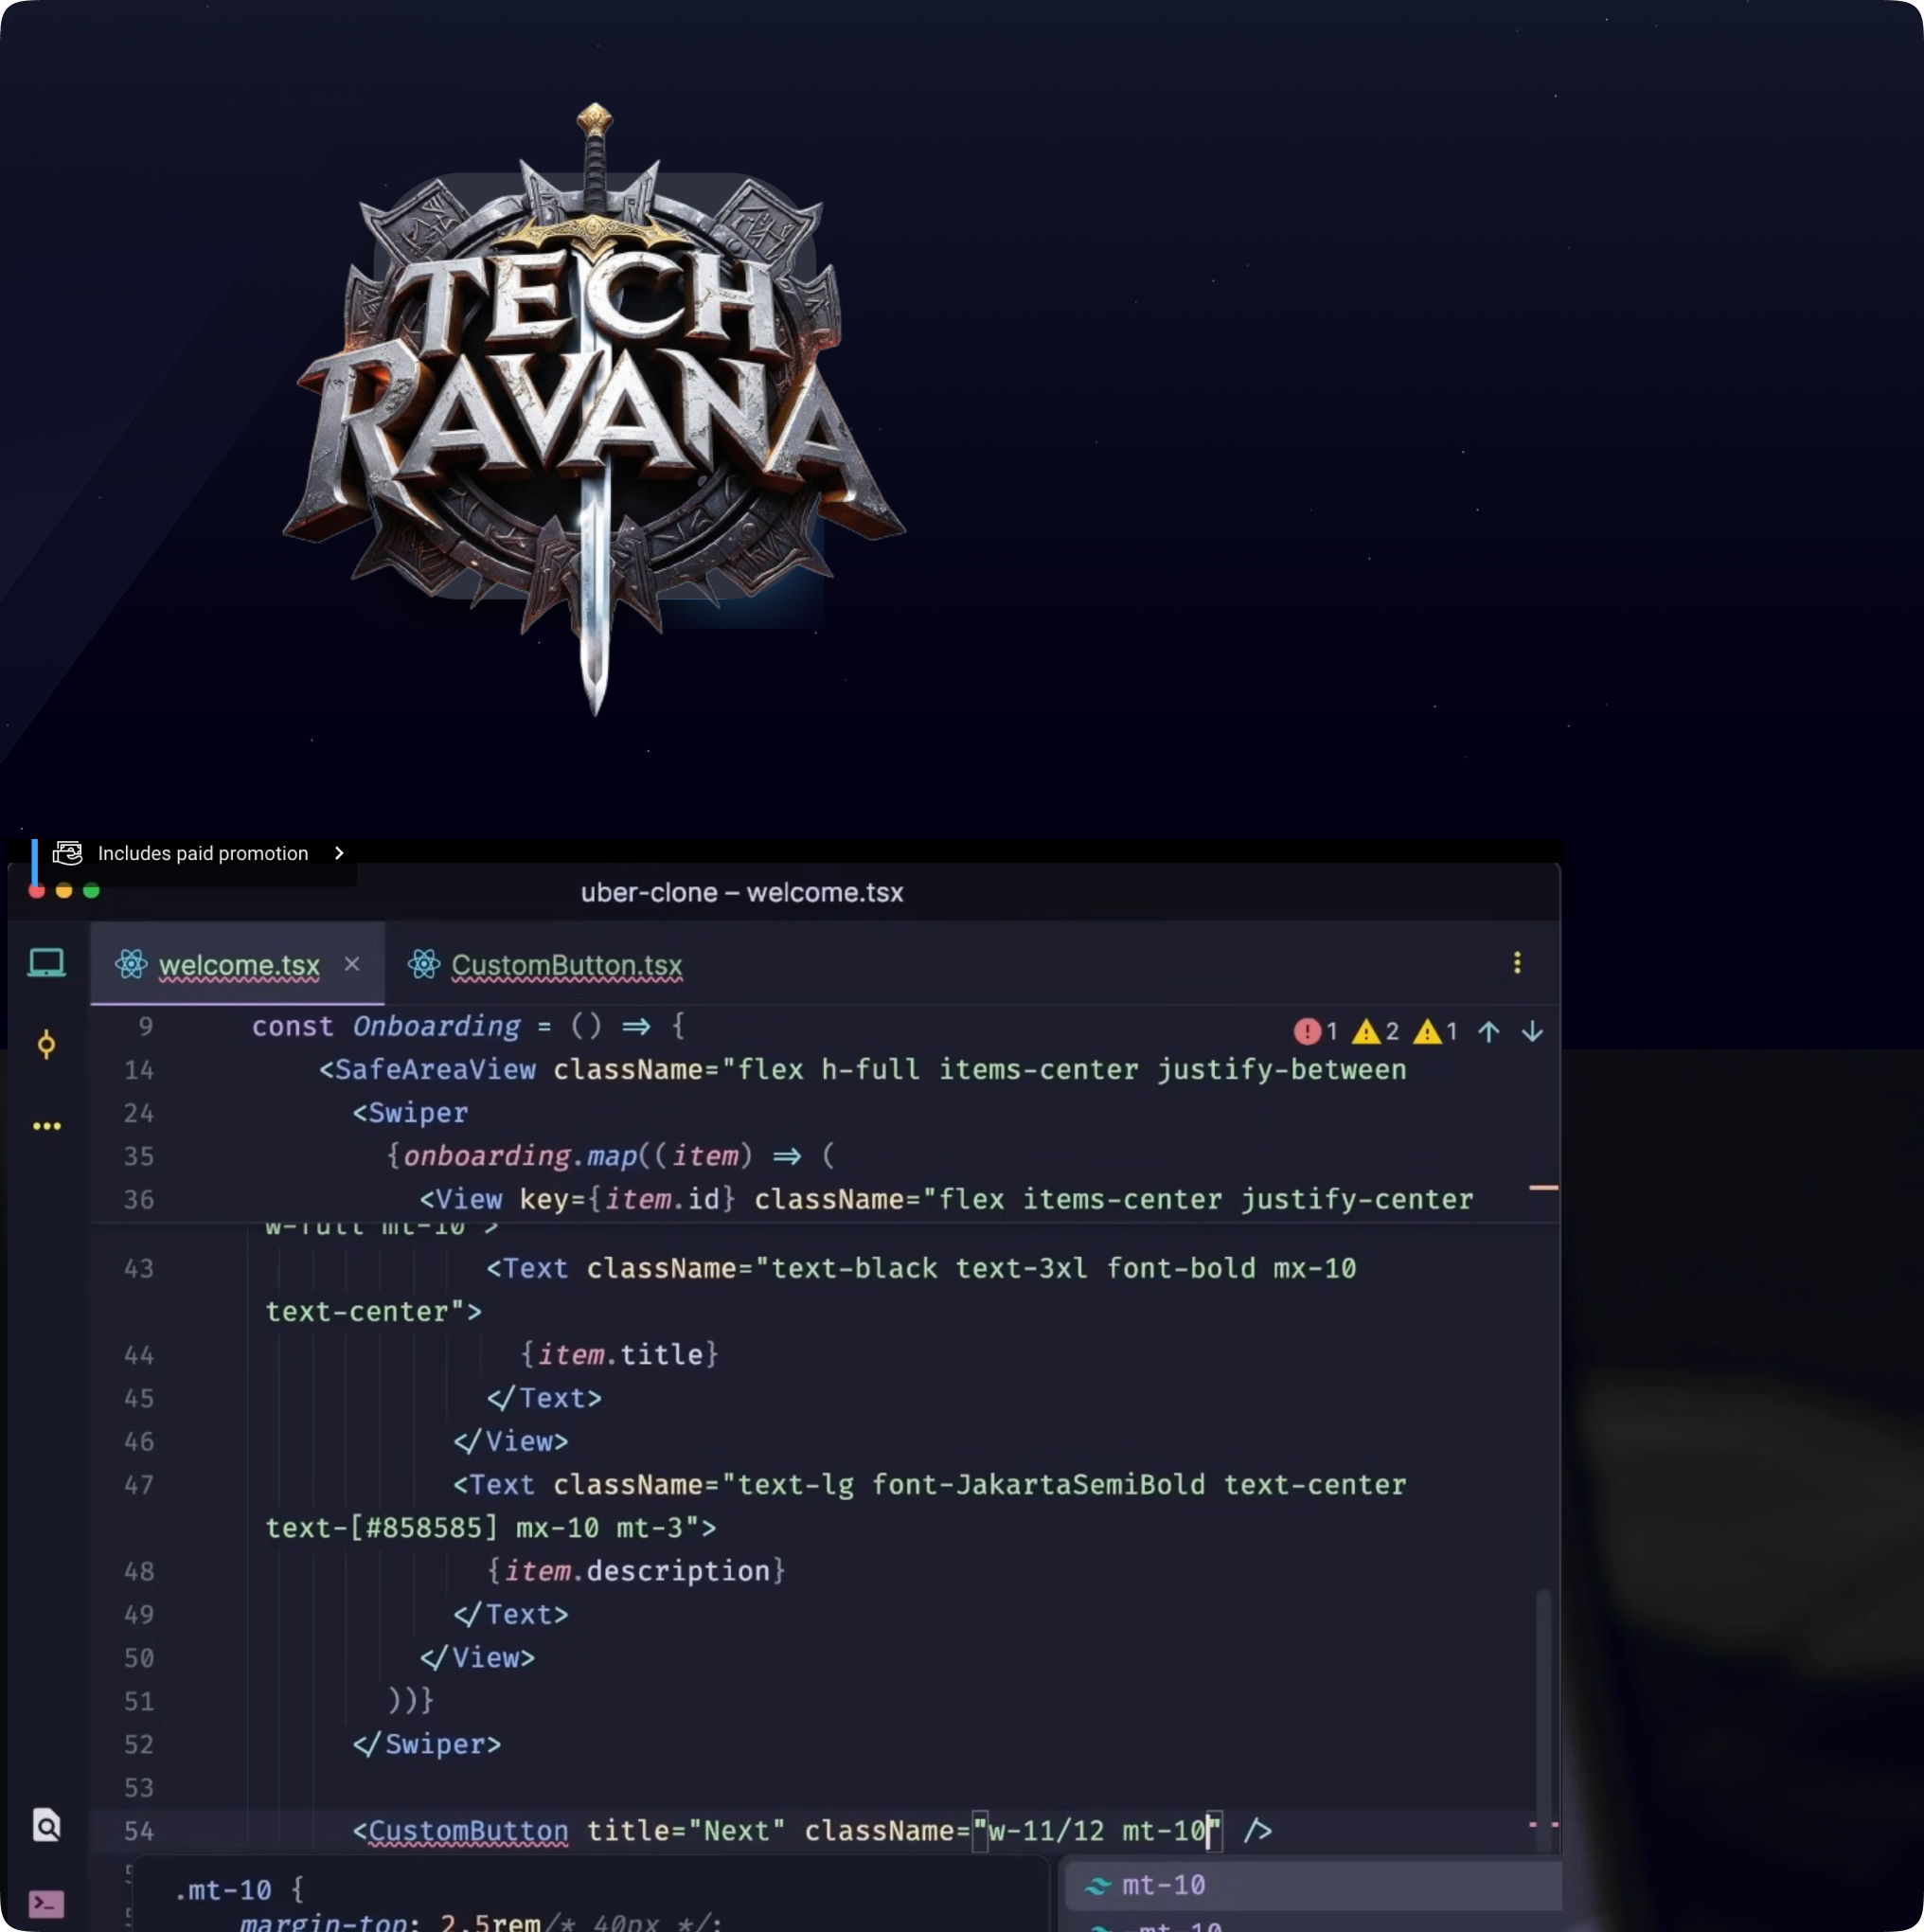 TECH
RAVANA
Includes paid promotion
uber-clone – welcome.tsx
welcome.tsx
CustomButton.tsx
9 const Onboarding = () => {
1 2 1
14 <SafeAreaView className="flex h-full items-center justify-between
24 <Swiper
35 {onboarding.map((item) => (
36 <View key={item.id} className="flex items-center justify-center
w-full mt-10">
43 <Text className="text-black text-3xl font-bold mx-10
text-center">
44 {item.title}
45 </Text>
46 </View>
47 <Text className="text-lg font-JakartaSemiBold text-center
text-[#858585] mx-10 mt-3">
48 {item.description}
49 </Text>
50 </View>
51 ))}
52 </Swiper>
53
54 <CustomButton title="Next" className="w-11/12 mt-10" />
.mt-10 {
margin-top: 2.5rem/* 40px */;
mt-10
-mt-10